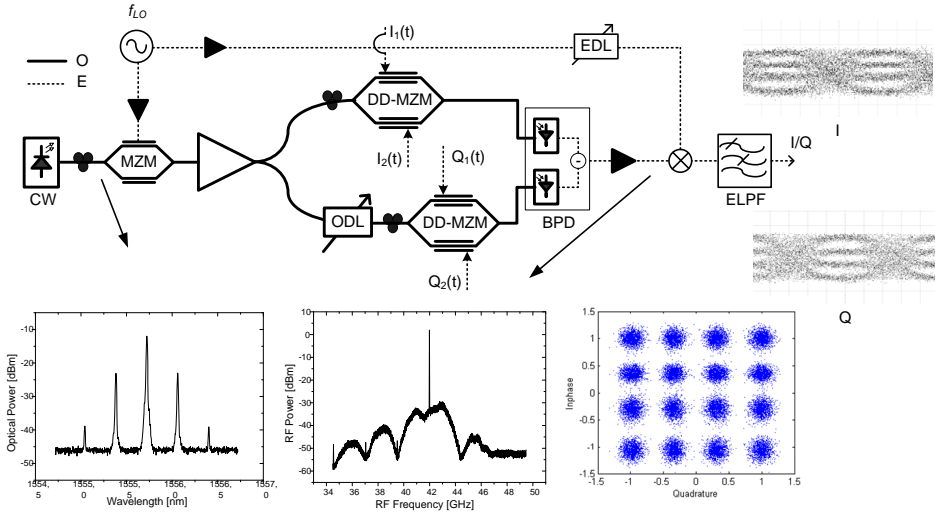 f_LO
I1(t)
EDL
O
E
DD-MZM
I
MZM
I2(t)
Q1(t)
I/Q
CW
ELPF
ODL
DD-MZM
BPD
Q2(t)
Q
-10
-20
-30
-40
-50
Optical Power [dBm]
1554, 1555, 1555, 1556, 1556, 1557,
5 0 5 0 5 0
Wavelength [nm]
10
0
-10
-20
-30
-40
-50
-60
RF Power [dBm]
34 36 38 40 42 44 46 48 50
RF Frequency [GHz]
1.5
1
0.5
0
-0.5
-1
-1.5
Inphase
-1.5 -1 -0.5 0 0.5 1 1.5
Quadrature